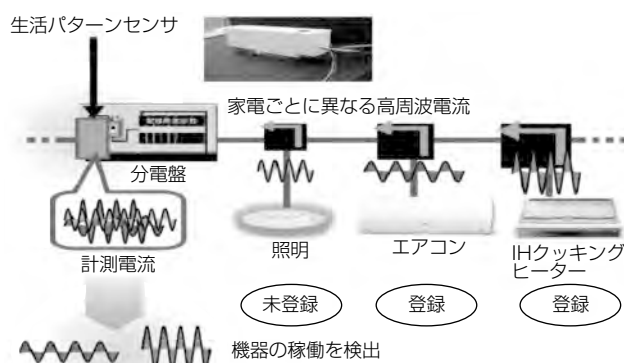 生活パターンセンサ
家電ごとに異なる高周波電流
分電盤
計測電流
照明
エアコン
IHクッキング
ヒーター
未登録
登録
登録
機器の稼働を検出